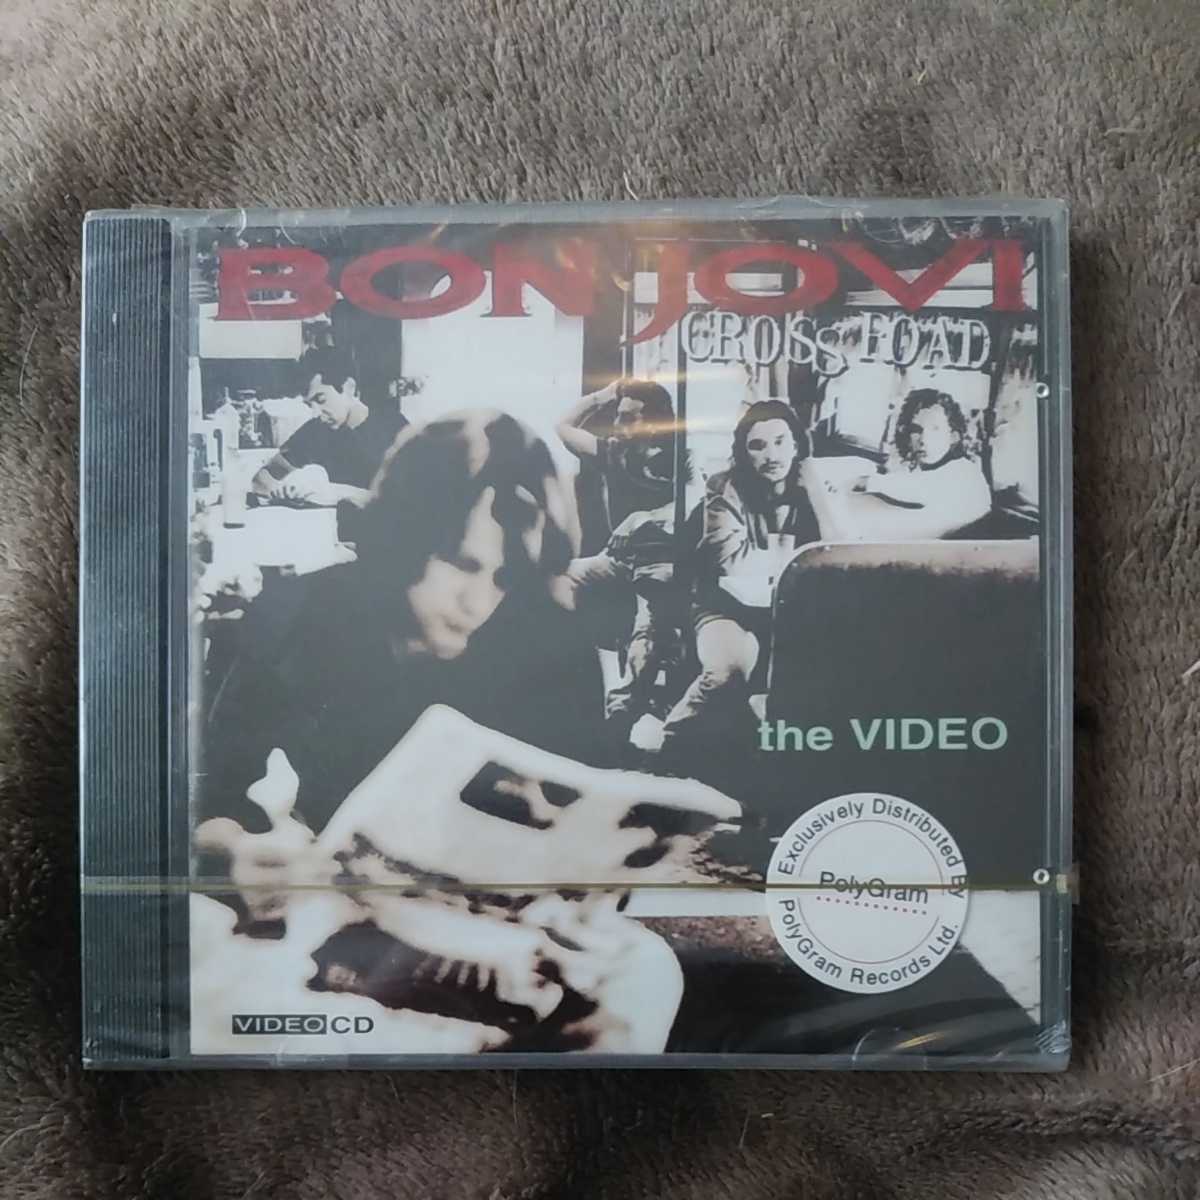 BON JOVI
CROSS ROAD
the VIDEO
Exclusively Distributed By
PolyGram
PolyGram Records Ltd.
VIDEO CD